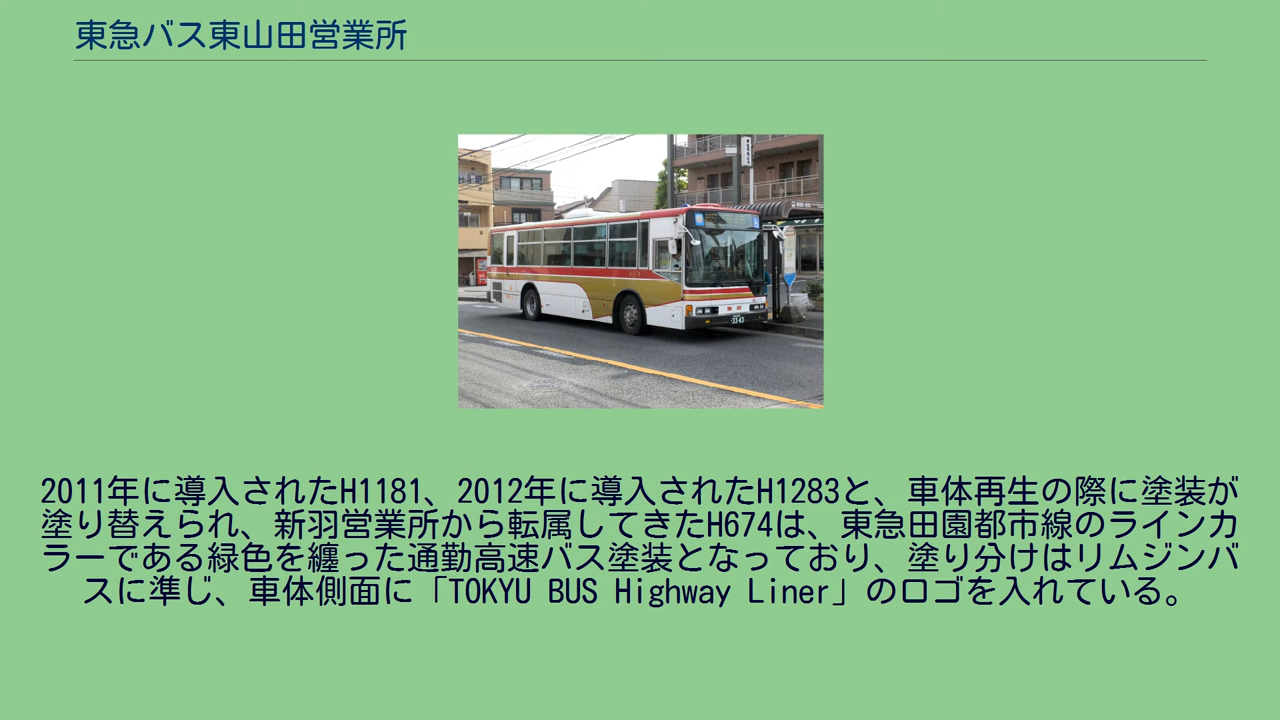 東急バス東山田営業所
33-43
2011年に導入されたH1181、2012年に導入されたH1283と、車体再生の際に塗装が
塗り替えられ、新羽営業所から転属してきたH674は、東急田園都市線のラインカ
ラーである緑色を纏った通勤高速バス塗装となっており、塗り分けはリムジンバ
スに準じ、車体側面に「TOKYU BUS Highway Liner」のロゴを入れている。